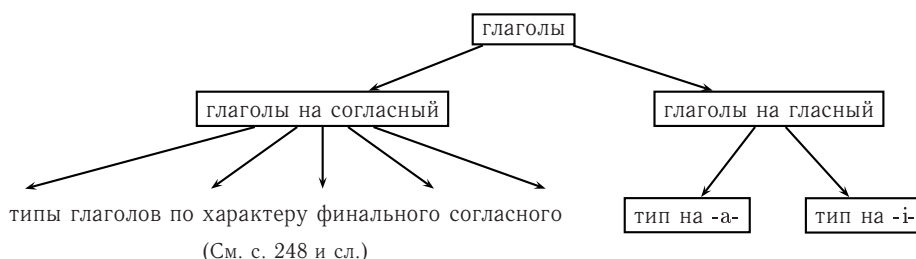 глаголы
глаголы на согласный
глаголы на гласный
типы глаголов по характеру финального согласного
тип на -a-
тип на -i-
(См. с. 248 и сл.)